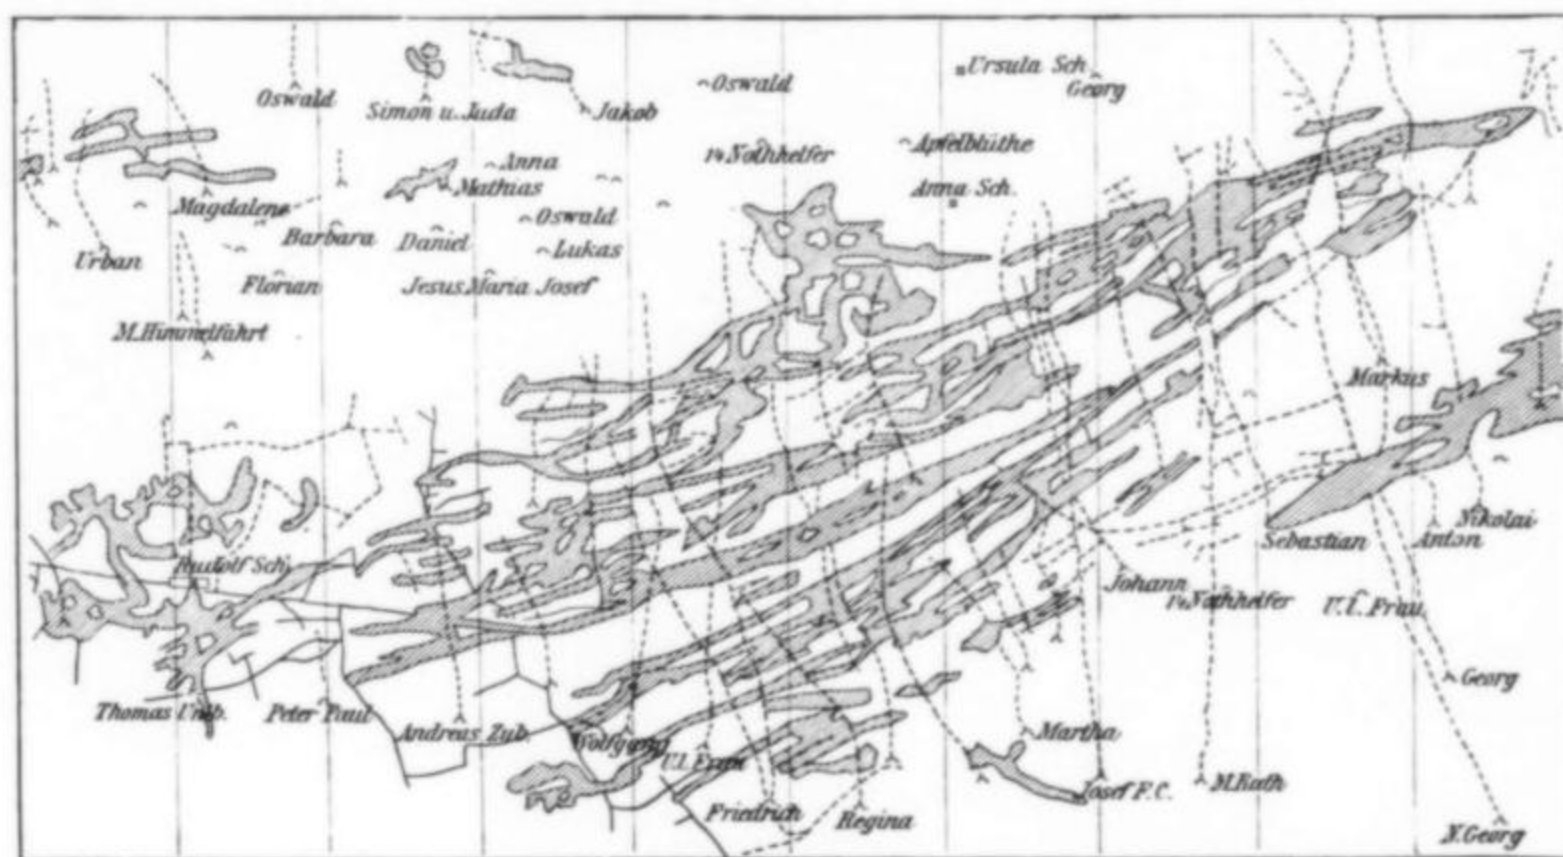 Ursula Sch.
Oswald
Georg
Oswald
Simon u. Juda
Jakob
Apfelblüthe
14 Nothhelfer
Anna
Mathias
Anna Sch.
Magdalena
Oswald
Barbara
Daniel
Lukas
Urban
Florian
Jesus Maria Josef
M. Himmelfahrt
Markus
Nikolai
Sebastian
Anton
Rudolf Sch.
Johann
14 Nothhelfer
U. L. Frau
Georg
Thomas
Peter Paul
Andreas Zub.
Martha
Wolfgang
U. l. Frau
M. Rath
Josef F. C.
Friedrich
Regina
N. Georg